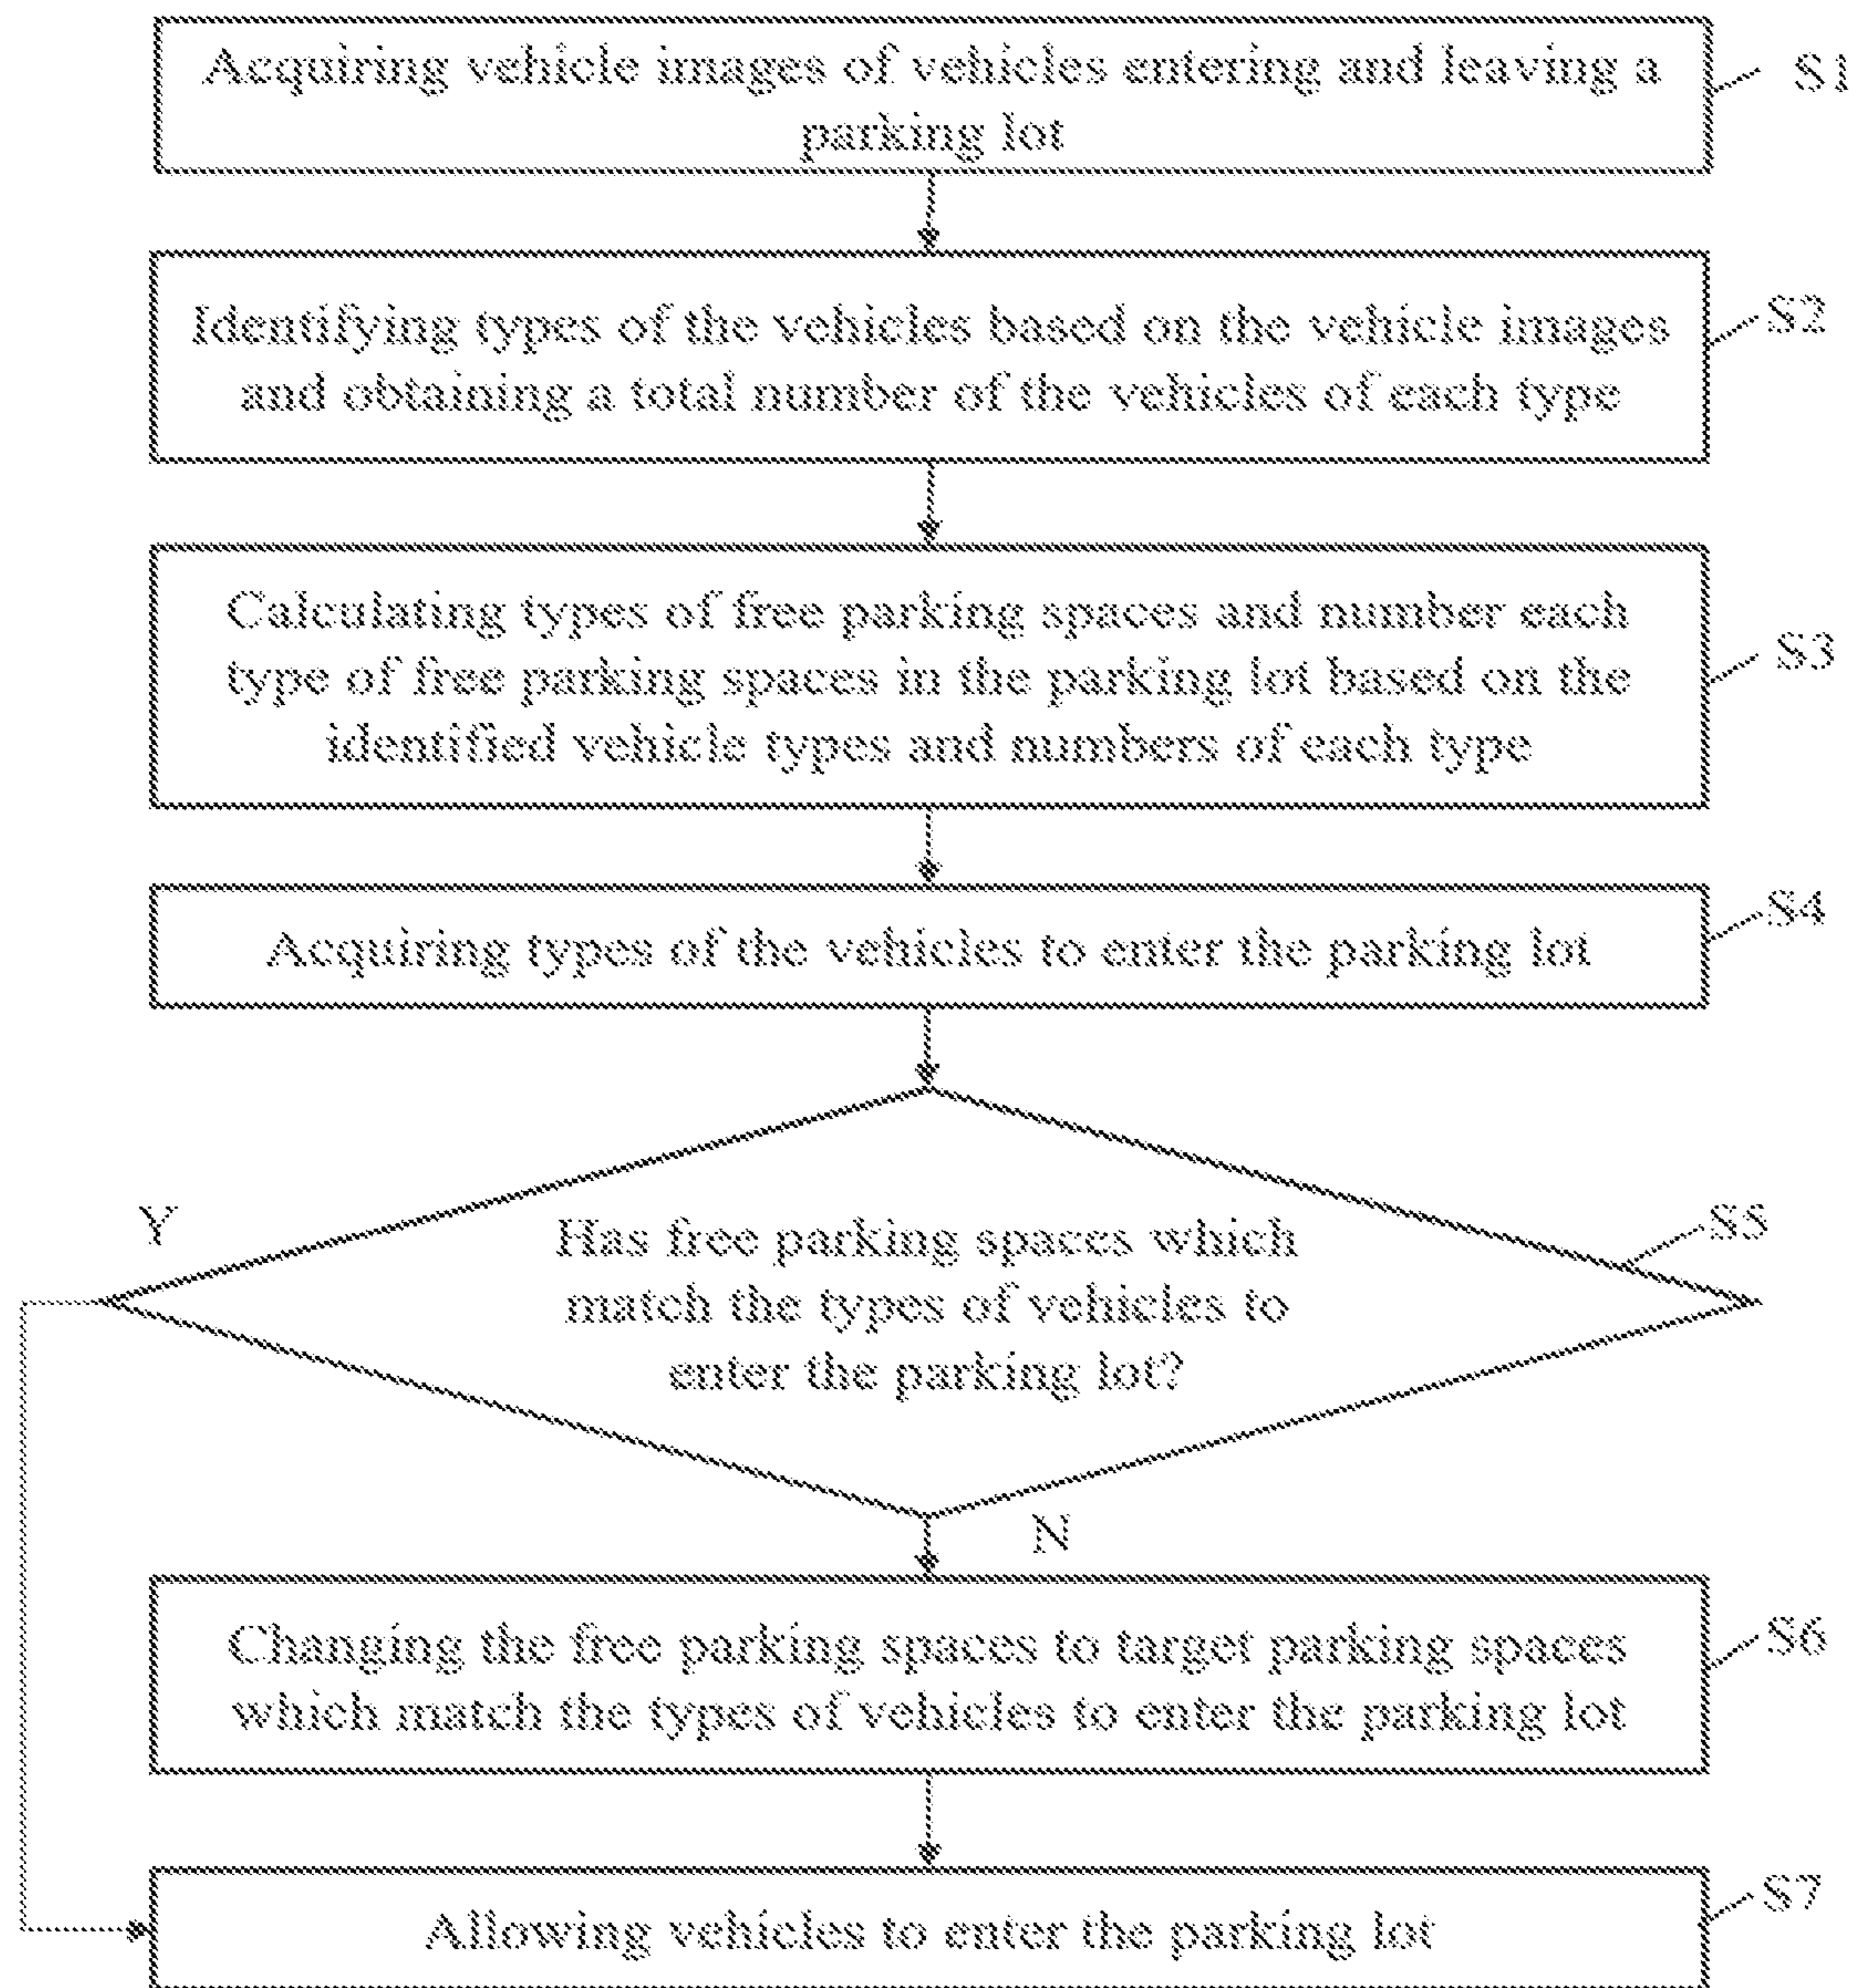 Acquiring vehicle images of vehicles entering and leaving a
parking lot
S1
Identifying types of the vehicles based on the vehicle images
and obtaining a total number of the vehicles of each type
S2
Calculating types of free parking spaces and number each
type of free parking spaces in the parking lot based on the
identified vehicle types and numbers of each type
S3
Acquiring types of the vehicles to enter the parking lot
S4
Y
Has free parking spaces which
match the types of vehicles to
enter the parking lot?
S5
N
Changing the free parking spaces to target parking spaces
which match the types of vehicles to enter the parking lot
S6
Allowing vehicles to enter the parking lot
S7